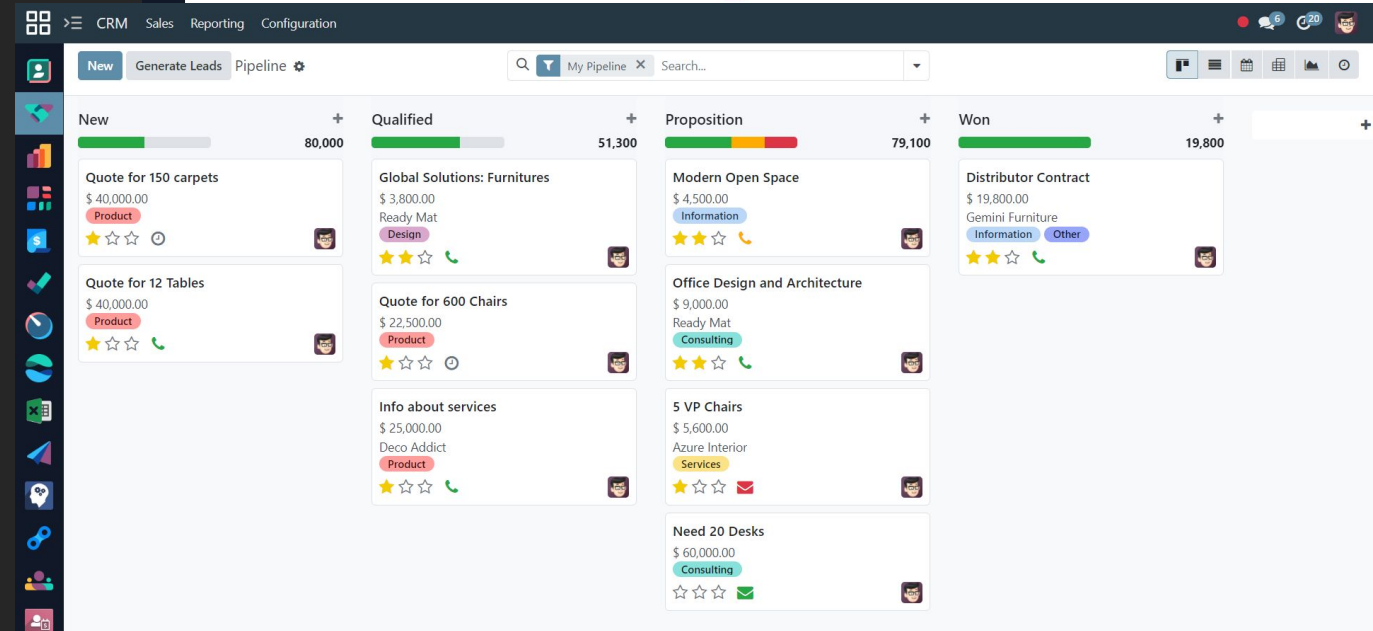 CRM Sales Reporting Configuration 6 20
New Generate Leads Pipeline My Pipeline Search...
New
80,000
Quote for 150 carpets
$ 40,000.00
Product
Quote for 12 Tables
$ 40,000.00
Product
Qualified
51,300
Global Solutions: Furnitures
$ 3,800.00
Ready Mat
Design
Quote for 600 Chairs
$ 22,500.00
Product
Info about services
$ 25,000.00
Deco Addict
Product
Proposition
79,100
Modern Open Space
$ 4,500.00
Information
Office Design and Architecture
$ 9,000.00
Ready Mat
Consulting
5 VP Chairs
$ 5,600.00
Azure Interior
Services
Need 20 Desks
$ 60,000.00
Consulting
Won
19,800
Distributor Contract
$ 19,800.00
Gemini Furniture
Information Other